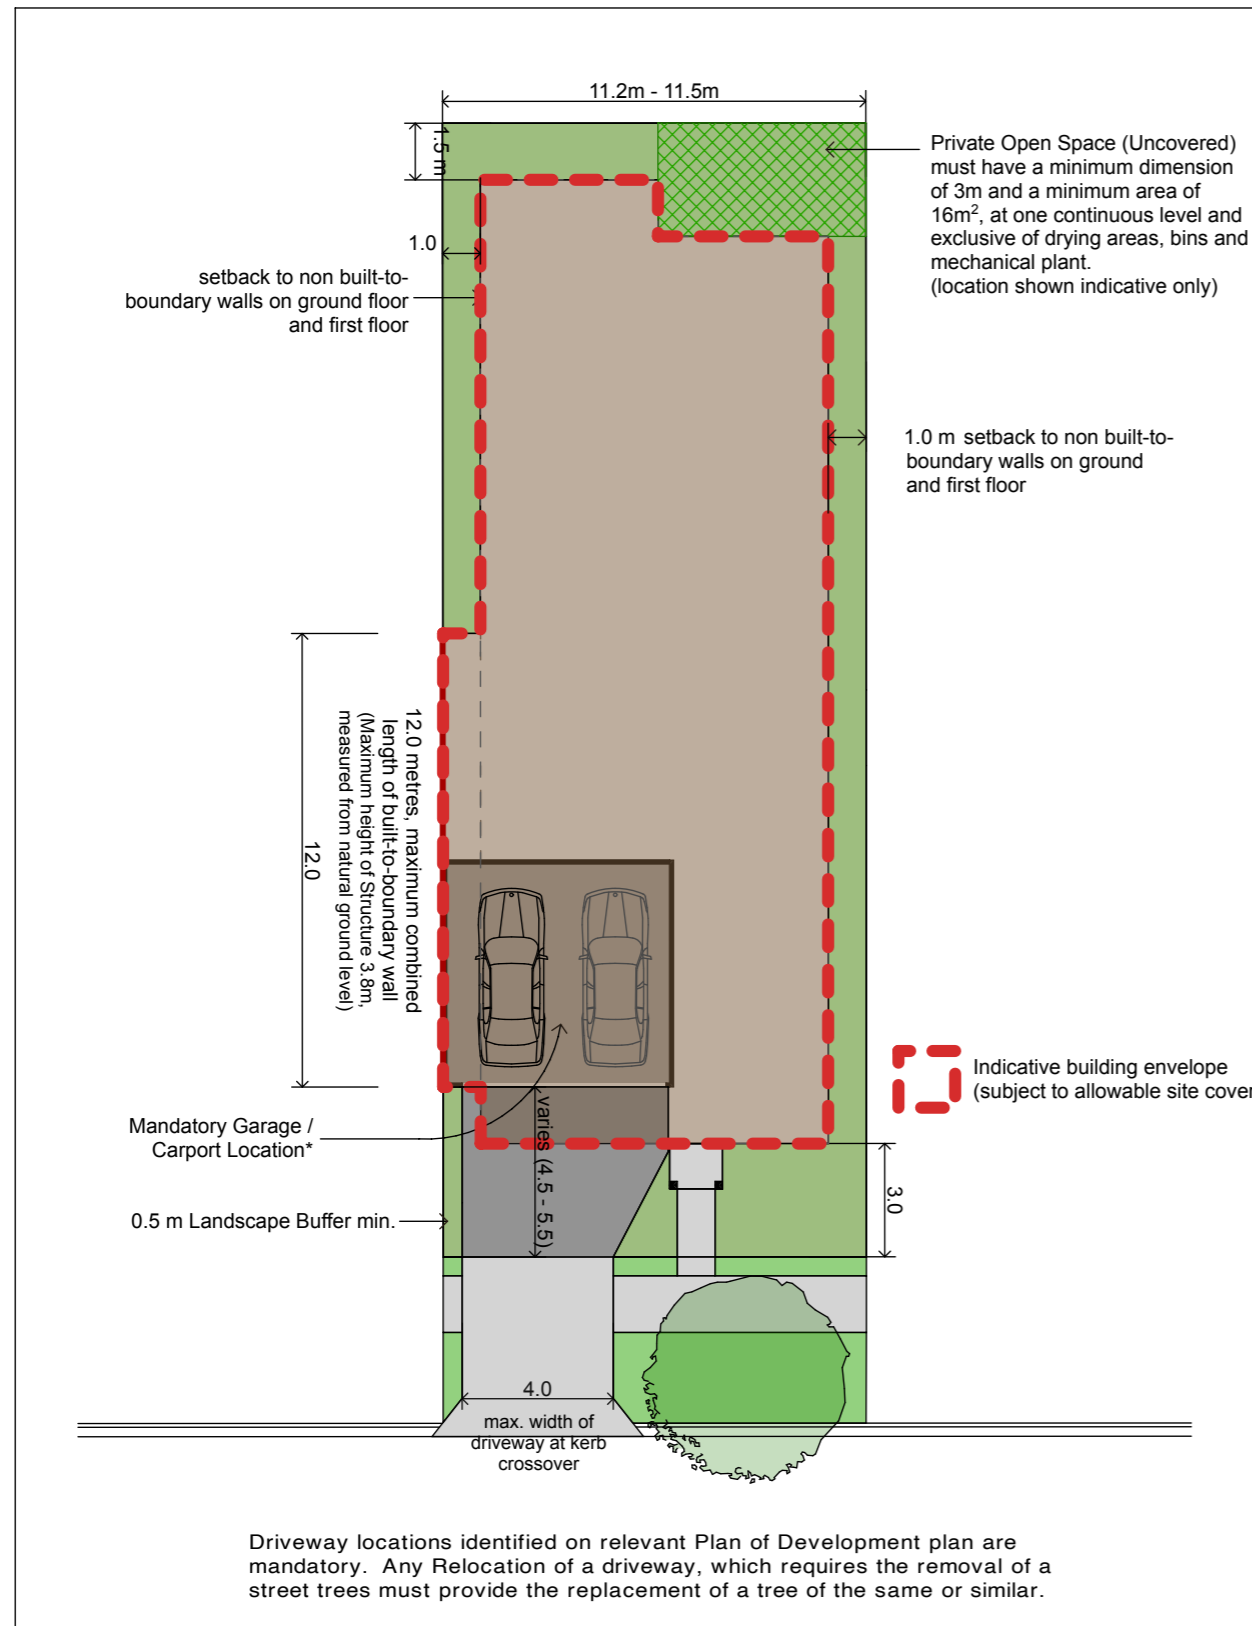 11.2m - 11.5m
1.5 m
Private Open Space (Uncovered)
must have a minimum dimension
of 3m and a minimum area of
16m², at one continuous level and
exclusive of drying areas, bins and
mechanical plant.
(location shown indicative only)
1.0
setback to non built-to-
boundary walls on ground floor
and first floor
1.0 m setback to non built-to-
boundary walls on ground
and first floor
12.0
12.0 metres, maximum combined
length of built-to-boundary wall
(Maximum height of Structure 3.8m,
measured from natural ground level)
Indicative building envelope
(subject to allowable site cover
Mandatory Garage /
Carport Location*
varies (4.5 - 5.5)
3.0
0.5 m Landscape Buffer min.
4.0
max. width of
driveway at kerb
crossover
Driveway locations identified on relevant Plan of Development plan are
mandatory. Any Relocation of a driveway, which requires the removal of a
street trees must provide the replacement of a tree of the same or similar.